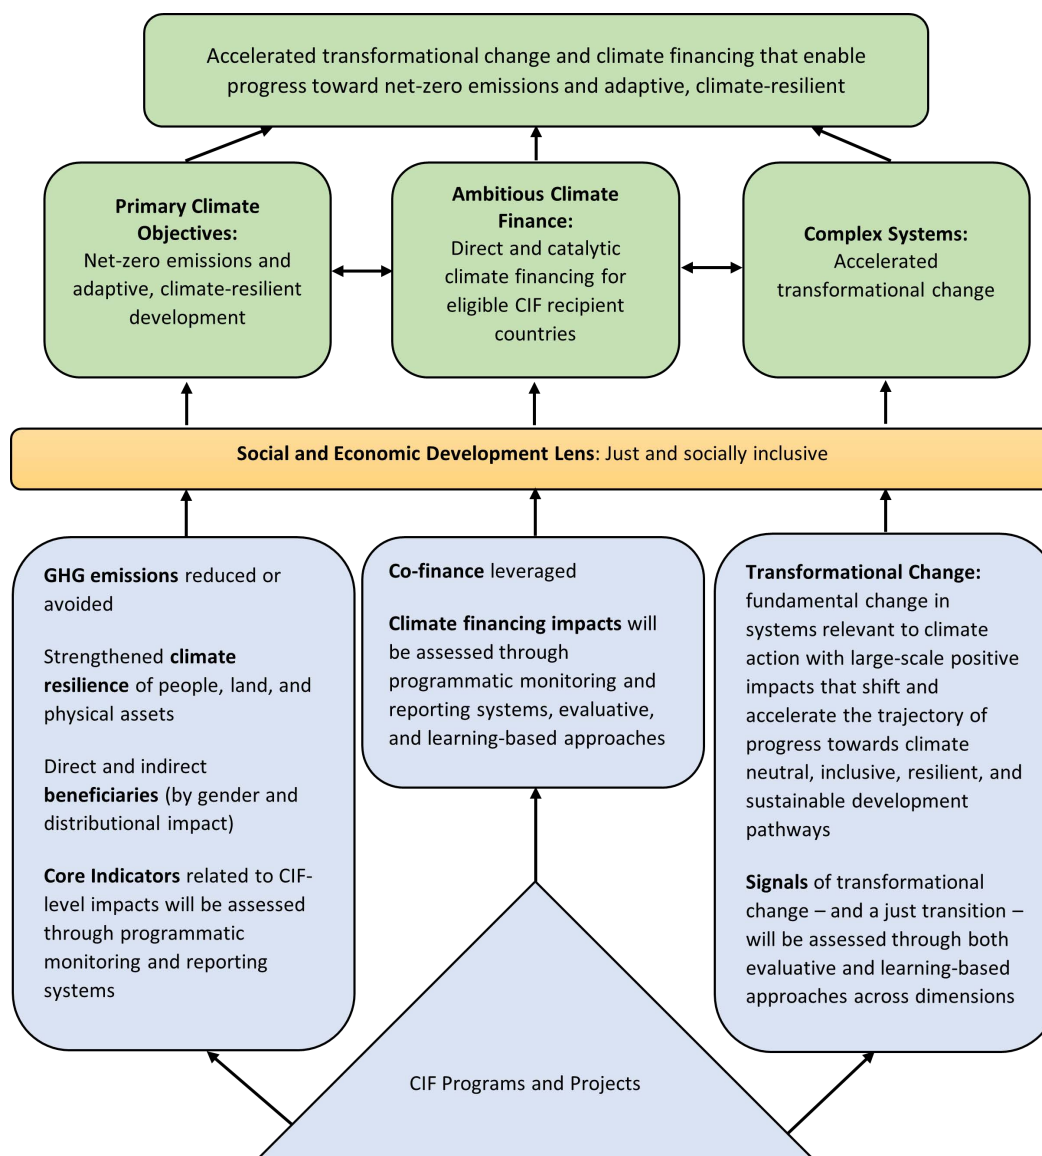 Accelerated transformational change and climate financing that enable
progress toward net-zero emissions and adaptive, climate-resilient
Primary Climate
Objectives:
Net-zero emissions and
adaptive, climate-resilient
development
Ambitious Climate
Finance:
Direct and catalytic
climate financing for
eligible CIF recipient
countries
Complex Systems:
Accelerated
transformational change
Social and Economic Development Lens: Just and socially inclusive
GHG emissions reduced or
avoided
Strengthened climate
resilience of people, land, and
physical assets
Direct and indirect
beneficiaries (by gender and
distributional impact)
Core Indicators related to CIF-
level impacts will be assessed
through programmatic
monitoring and reporting
systems
Co-finance leveraged
Climate financing impacts will
be assessed through
programmatic monitoring and
reporting systems, evaluative,
and learning-based approaches
Transformational Change:
fundamental change in
systems relevant to climate
action with large-scale positive
impacts that shift and
accelerate the trajectory of
progress towards climate
neutral, inclusive, resilient, and
sustainable development
pathways
Signals of transformational
change – and a just transition –
will be assessed through both
evaluative and learning-based
approaches across dimensions
CIF Programs and Projects